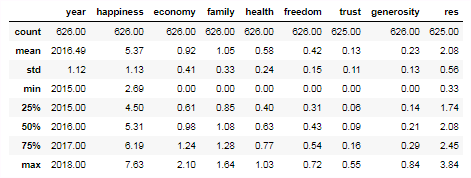 year happiness economy family health freedom trust generosity res
count 626.00 626.00 626.00 626.00 626.00 626.00 625.00 626.00 625.00
mean 2016.49 5.37 0.92 1.05 0.58 0.42 0.13 0.23 2.08
std 1.12 1.13 0.41 0.33 0.24 0.15 0.11 0.13 0.56
min 2015.00 2.69 0.00 0.00 0.00 0.00 0.00 0.00 0.33
25% 2015.00 4.50 0.61 0.85 0.40 0.31 0.06 0.14 1.74
50% 2016.00 5.31 0.98 1.08 0.63 0.43 0.09 0.21 2.08
75% 2017.00 6.19 1.24 1.28 0.77 0.54 0.16 0.29 2.45
max 2018.00 7.63 2.10 1.64 1.03 0.72 0.55 0.84 3.84